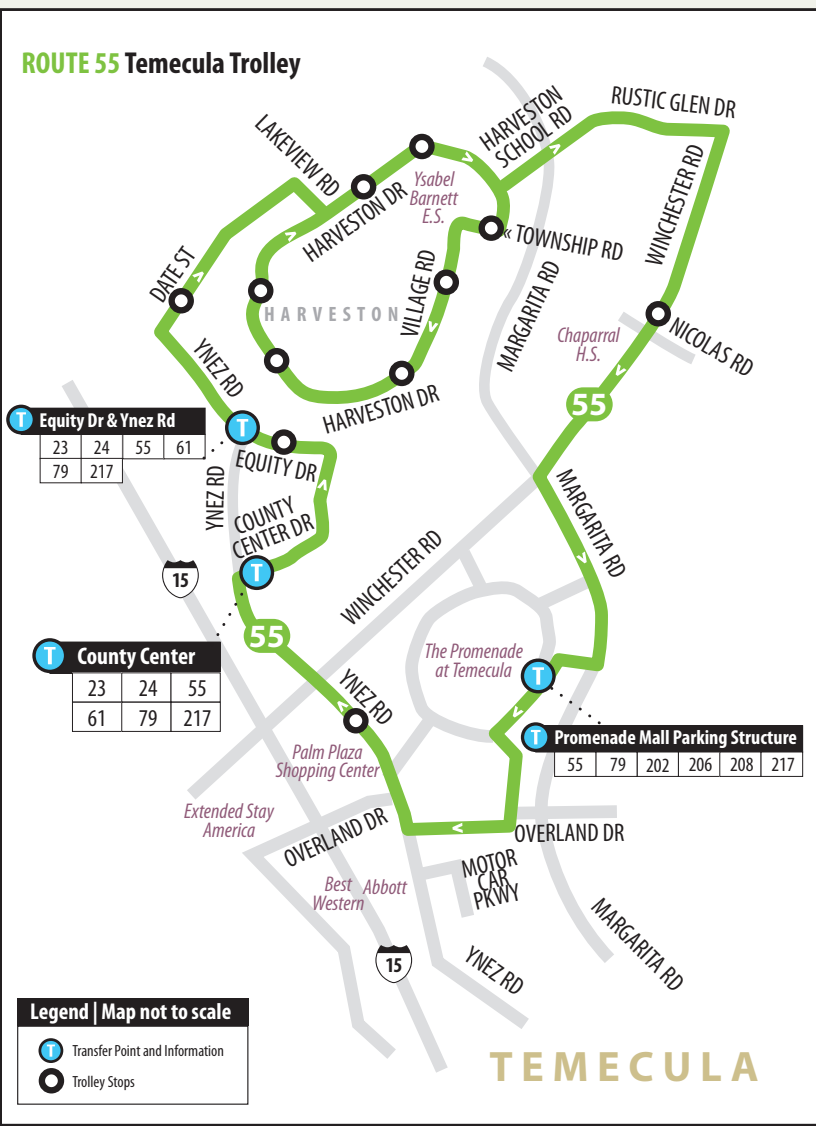 ROUTE 55 Temecula Trolley
RUSTIC GLEN DR
HARVESTON
SCHOOL RD
LAKEVIEW RD
Ysabel
Barnett
E.S.
HARVESTON DR
WINCHESTER RD
« TOWNSHIP RD
DATE ST
VILLAGE RD
MARGARITA RD
HARVESTON
NICOLAS RD
Chaparral
H.S.
YNEZ RD
HARVESTON DR
55
T Equity Dr & Ynez Rd
23 24 55 61
79 217
T
EQUITY DR
YNEZ RD
COUNTY
CENTER DR
MARGARITA RD
WINCHESTER RD
15
T
55
T County Center
23 24 55
61 79 217
The Promenade
at Temecula
T
YNEZ RD
T Promenade Mall Parking Structure
55 79 202 206 208 217
Palm Plaza
Shopping Center
Extended Stay
America
OVERLAND DR
OVERLAND DR
MOTOR
CAR
PKWY
Best
Western
Abbott
MARGARITA RD
15
YNEZ RD
Legend | Map not to scale
T Transfer Point and Information
Trolley Stops
TEMECULA